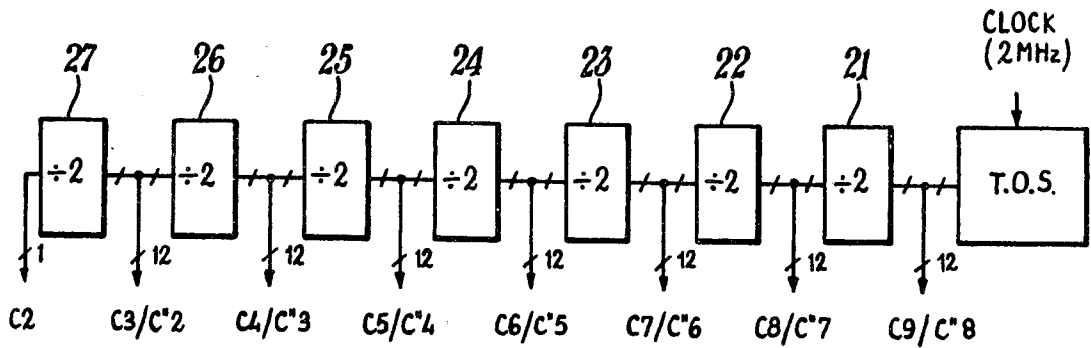 CLOCK
(2MHz)
27 26 25 24 23 22 21
÷2 ÷2 ÷2 ÷2 ÷2 ÷2 ÷2 T.O.S.
1 12 12 12 12 12 12 12
C2 C3/C"2 C4/C"3 C5/C"4 C6/C"5 C7/C"6 C8/C"7 C9/C"8